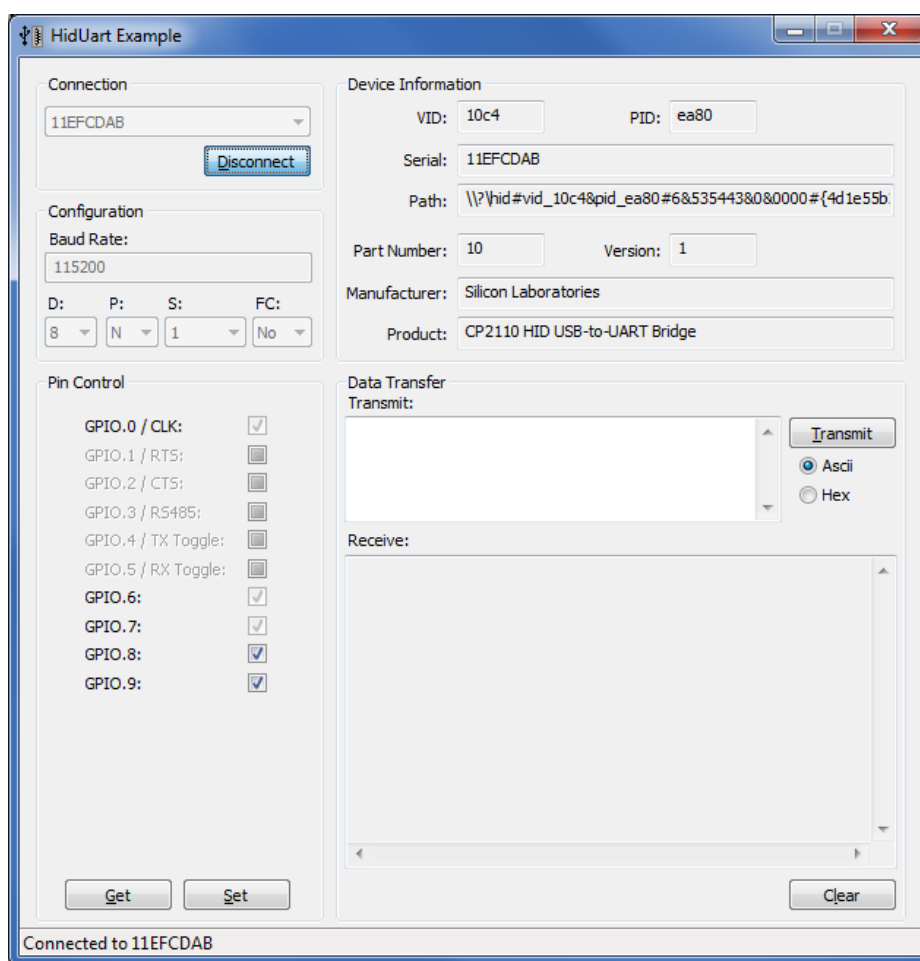 HidUart Example
Connection
11EFCDAB
Disconnect
Configuration
Baud Rate:
115200
D: P: S: FC:
8 N 1 No
Device Information
VID: 10c4 PID: ea80
Serial: 11EFCDAB
Path: \\?\hid#vid_10c4&pid_ea80#6&535443&0&0000#{4d1e55b
Part Number: 10 Version: 1
Manufacturer: Silicon Laboratories
Product: CP2110 HID USB-to-UART Bridge
Pin Control
GPIO.0 / CLK:
GPIO.1 / RTS:
GPIO.2 / CTS:
GPIO.3 / RS485:
GPIO.4 / TX Toggle:
GPIO.5 / RX Toggle:
GPIO.6:
GPIO.7:
GPIO.8:
GPIO.9:
Get Set
Data Transfer
Transmit:
Transmit
Ascii
Hex
Receive:
Clear
Connected to 11EFCDAB